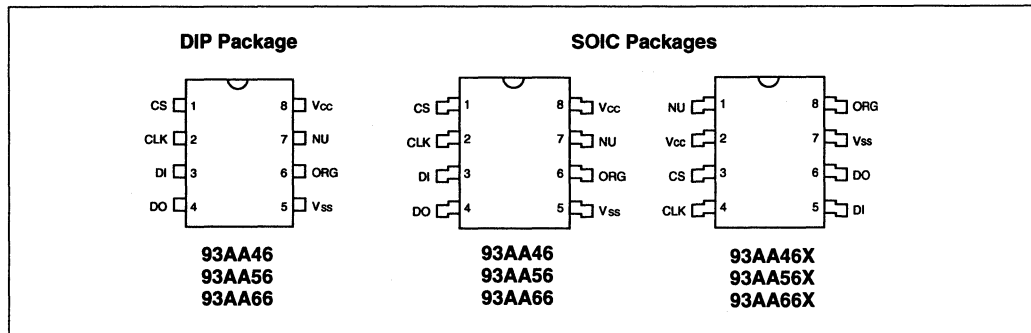 DIP Package
SOIC Packages
CS 1 8 Vcc
CLK 2 7 NU
DI 3 6 ORG
DO 4 5 Vss
93AA46
93AA56
93AA66
CS 1 8 Vcc
CLK 2 7 NU
DI 3 6 ORG
DO 4 5 Vss
93AA46
93AA56
93AA66
NU 1 8 ORG
Vcc 2 7 Vss
CS 3 6 DO
CLK 4 5 DI
93AA46X
93AA56X
93AA66X